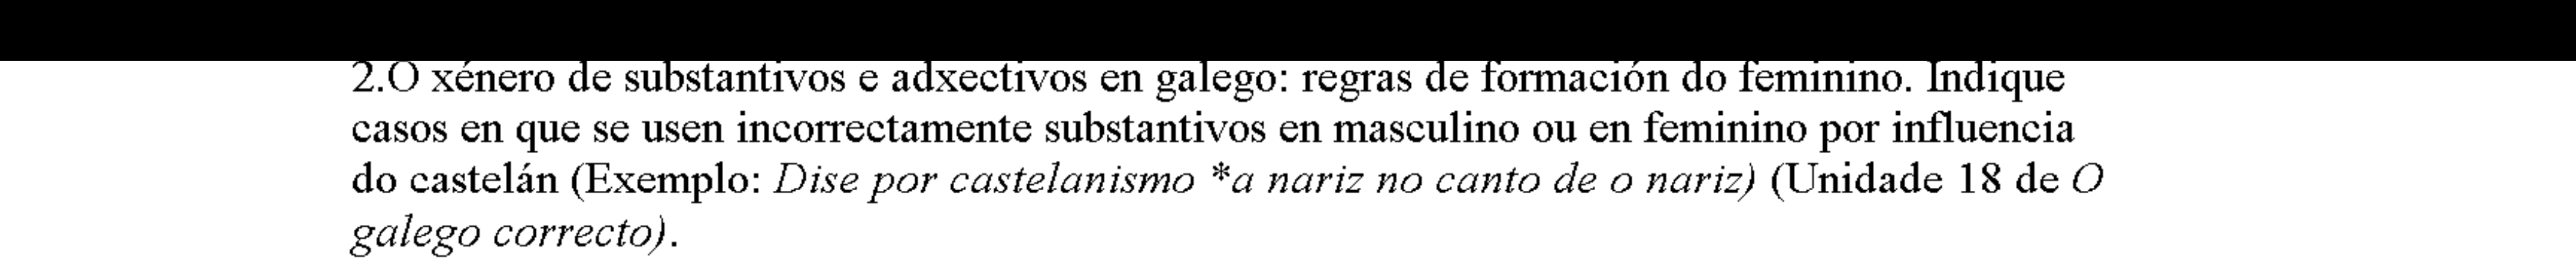 2.O xénero de substantivos e adxectivos en galego: regras de formación do feminino. Indique
casos en que se usen incorrectamente substantivos en masculino ou en feminino por influencia
do castelán (Exemplo: Dise por castelanismo *a nariz no canto de o nariz) (Unidade 18 de O
galego correcto).